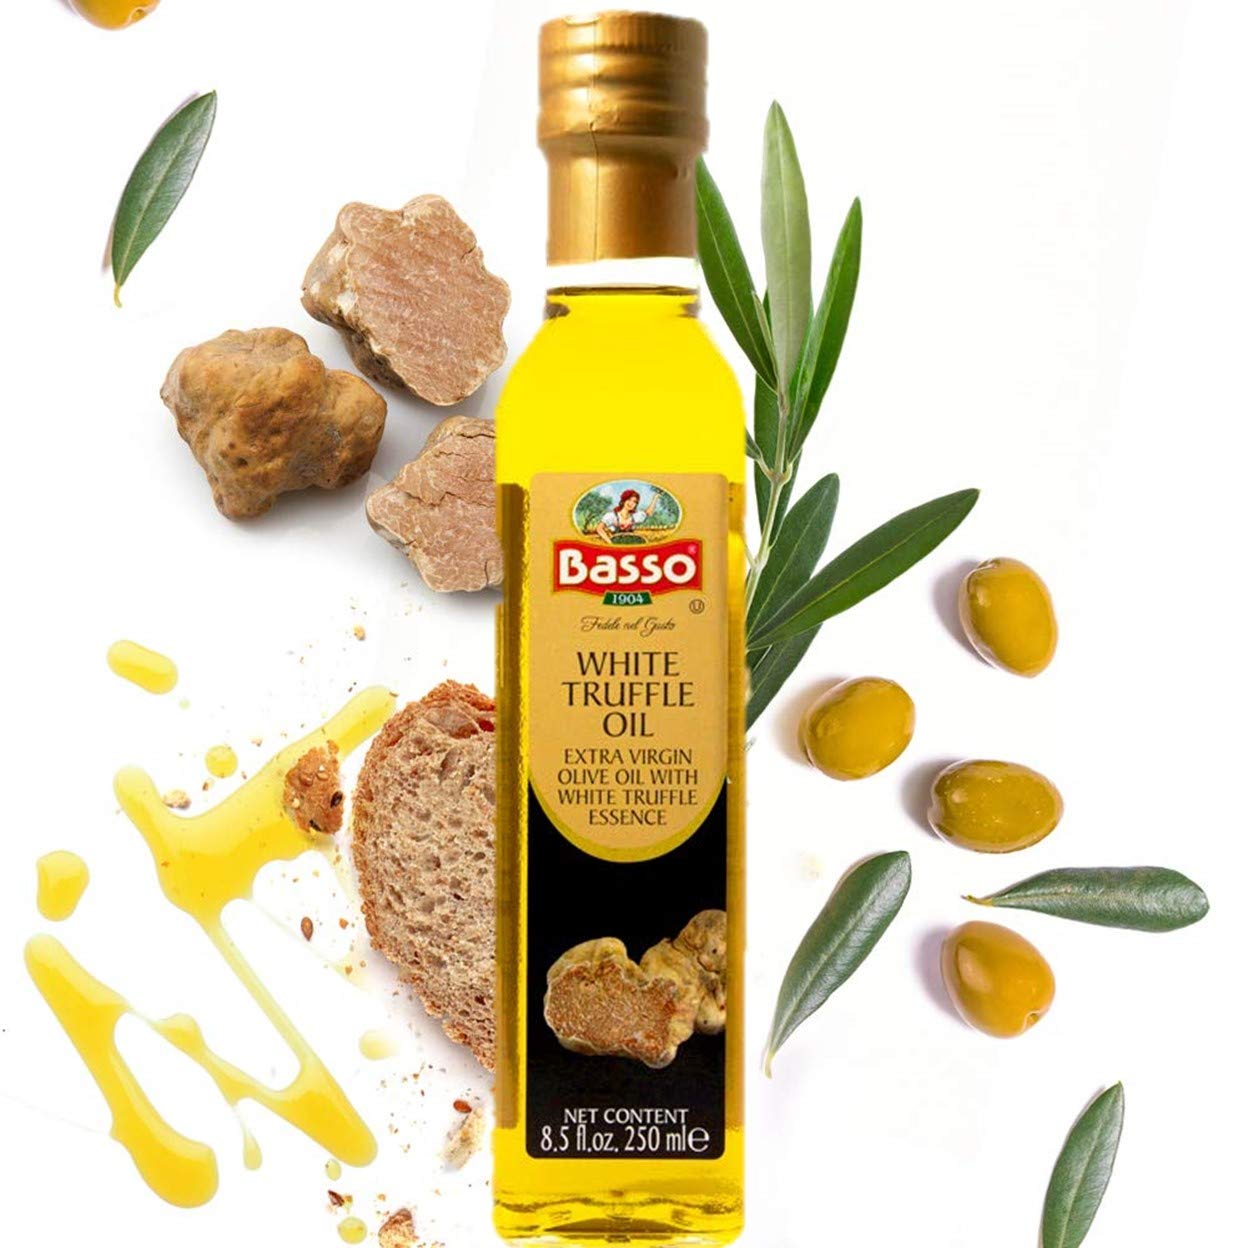 Basso®
1904
U
Fedele nel Gusto
WHITE
TRUFFLE
OIL
EXTRA VIRGIN
OLIVE OIL WITH
WHITE TRUFFLE
ESSENCE
NET CONTENT
8.5 fl.oz. 250 ml℮